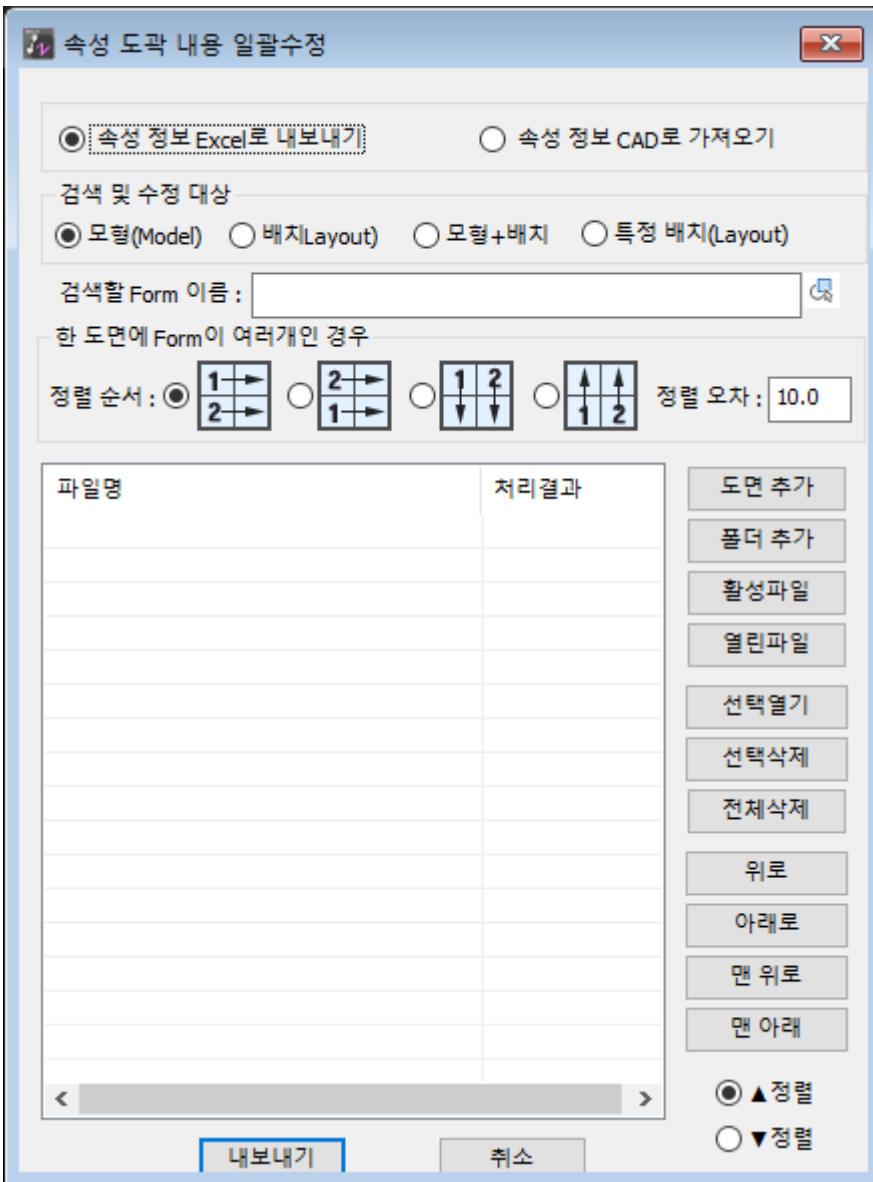 속성 도곽 내용 일괄수정
속성 정보 Excel로 내보내기 속성 정보 CAD로 가져오기
검색 및 수정 대상
모형(Model) 배치Layout) 모형+배치 특정 배치(Layout)
검색할 Form 이름 :
한 도면에 Form이 여러개인 경우
정렬 순서 : 1 2 2 1 1 2 1 2 정렬 오차 : 10.0
파일명 처리결과
도면 추가
폴더 추가
활성파일
열린파일
선택열기
선택삭제
전체삭제
위로
아래로
맨 위로
맨 아래
▲정렬
▼정렬
내보내기 취소